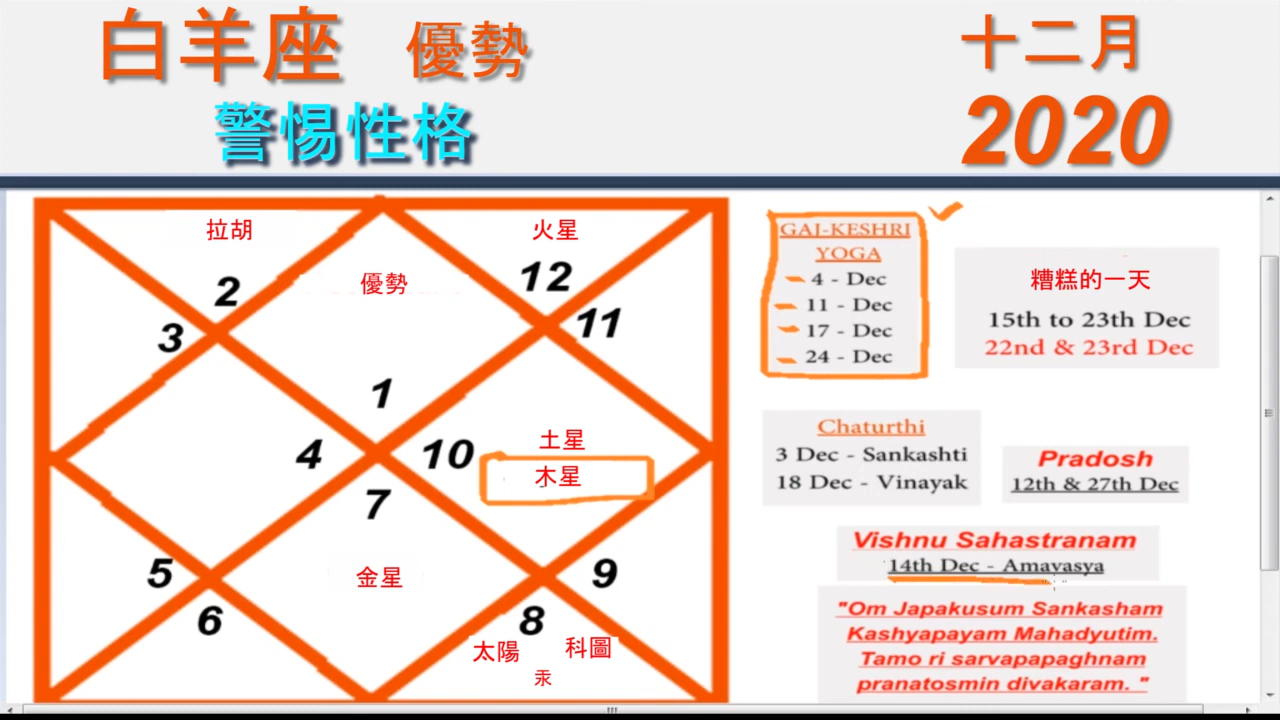 白羊座 優勢
十二月
警惕性格
2020
拉胡
火星
優勢
2
12
3
11
1
4
10
土星
木星
7
5
金星
9
6
8
太陽
科圖
汞
GAJ-KESHRI
YOGA
4 - Dec
11 - Dec
17 - Dec
24 - Dec
糟糕的一天
15th to 23th Dec
22nd & 23rd Dec
Chaturthi
3 Dec - Sankashti
18 Dec - Vinayak
Pradosh
12th & 27th Dec
Vishnu Sahastranam
14th Dec - Amavasya
"Om Japakusum Sankasham
Kashyapayam Mahadyutim.
Tamo ri sarvapapaghnam
pranatosmin divakaram. "